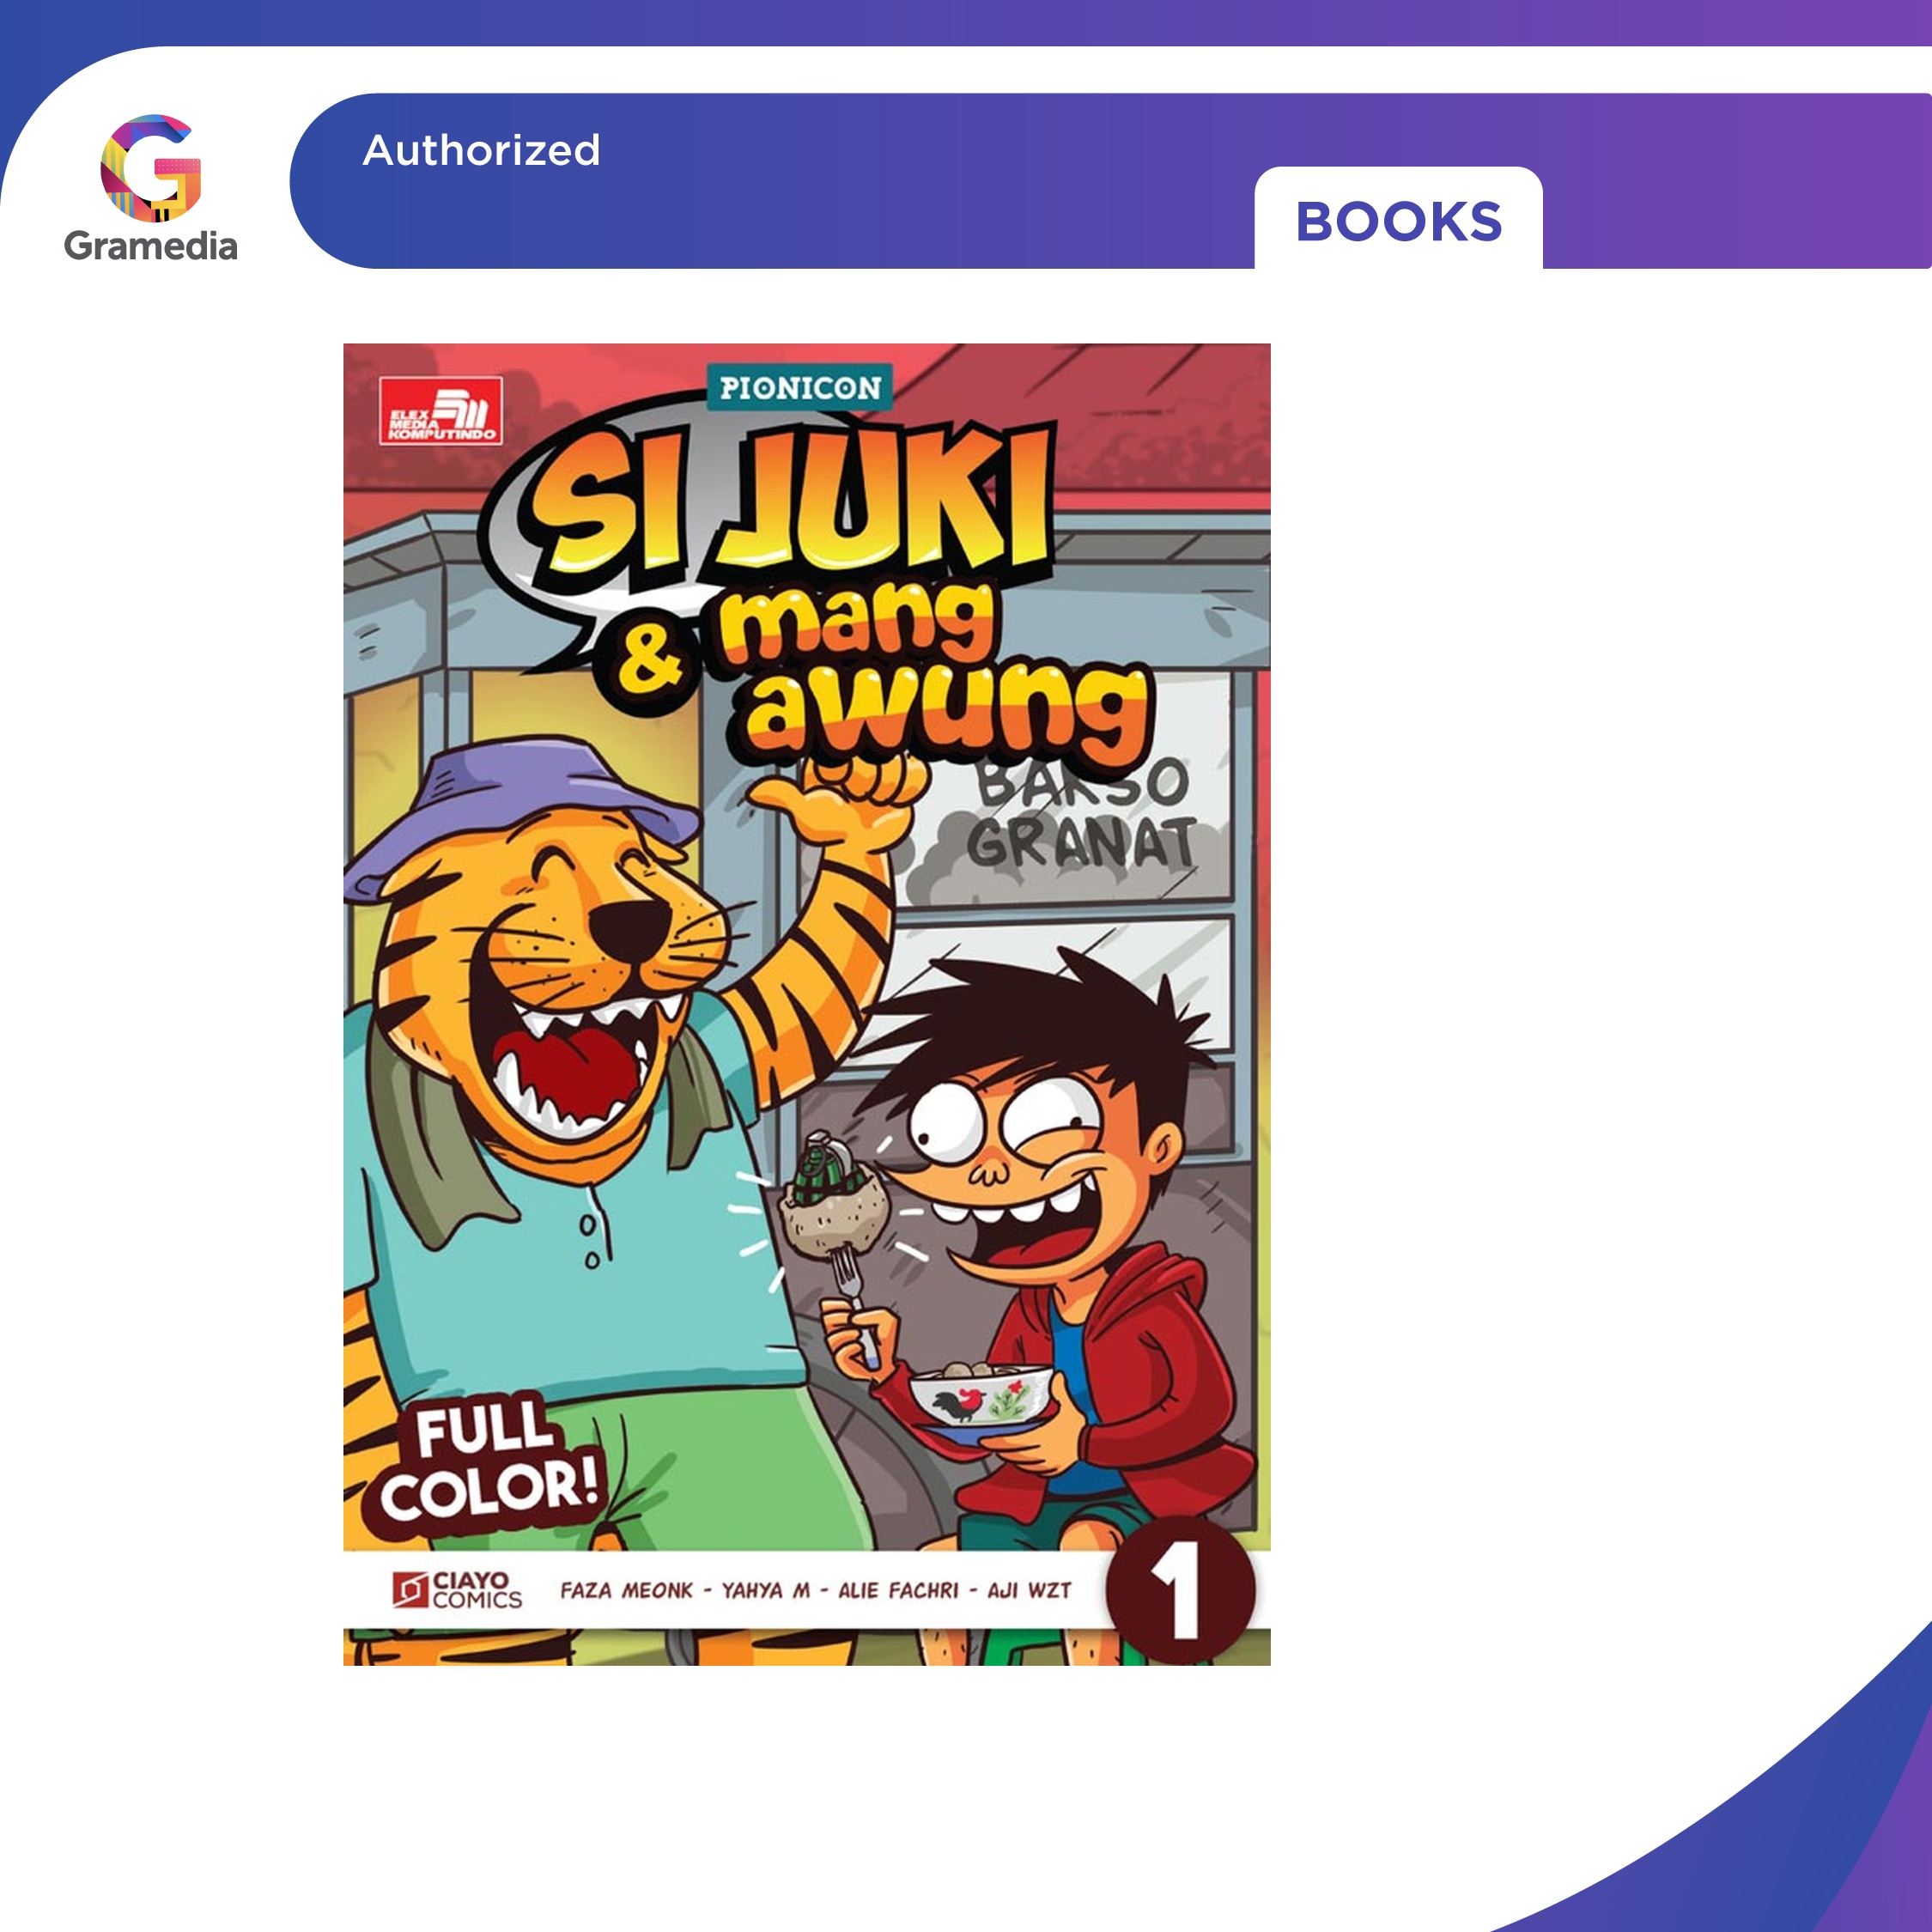 Authorized
Gramedia
BOOKS
PIONICON
ELEX
MEDIA
KOMPUTINDO
SI JUKI
& mang
awung
BAKSO
GRANAT
FULL
COLOR!
CIAYO
COMICS
FAZA MEONK - YAHYA M - ALIE FACHRI - AJI WZT
1